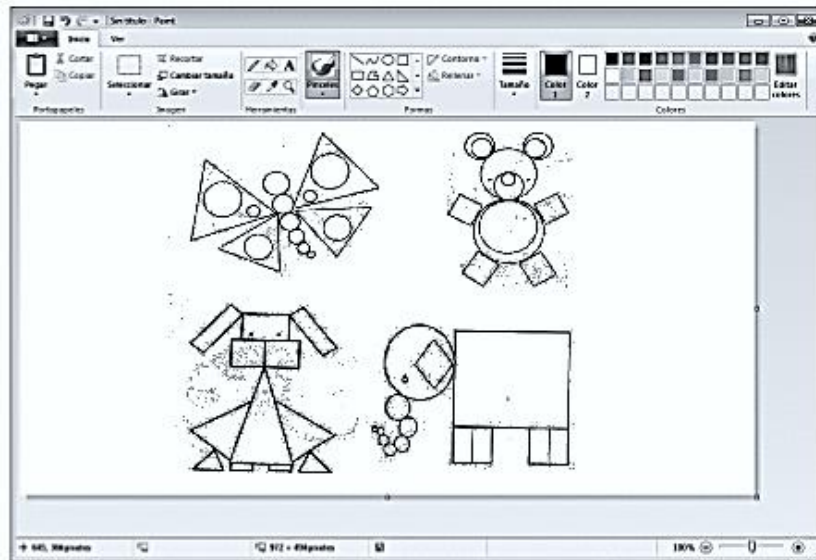 Sin título - Paint
Inicio Ver
Pegar
Cortar
Copiar
Portapapeles
Seleccionar
Recortar
Cambiar tamaño
Girar
Imagen
A
Herramientas
Pinceles
Contorno
Rellenar
Formas
Tamaño
Color 1
Color 2
Editar colores
Colores
100%